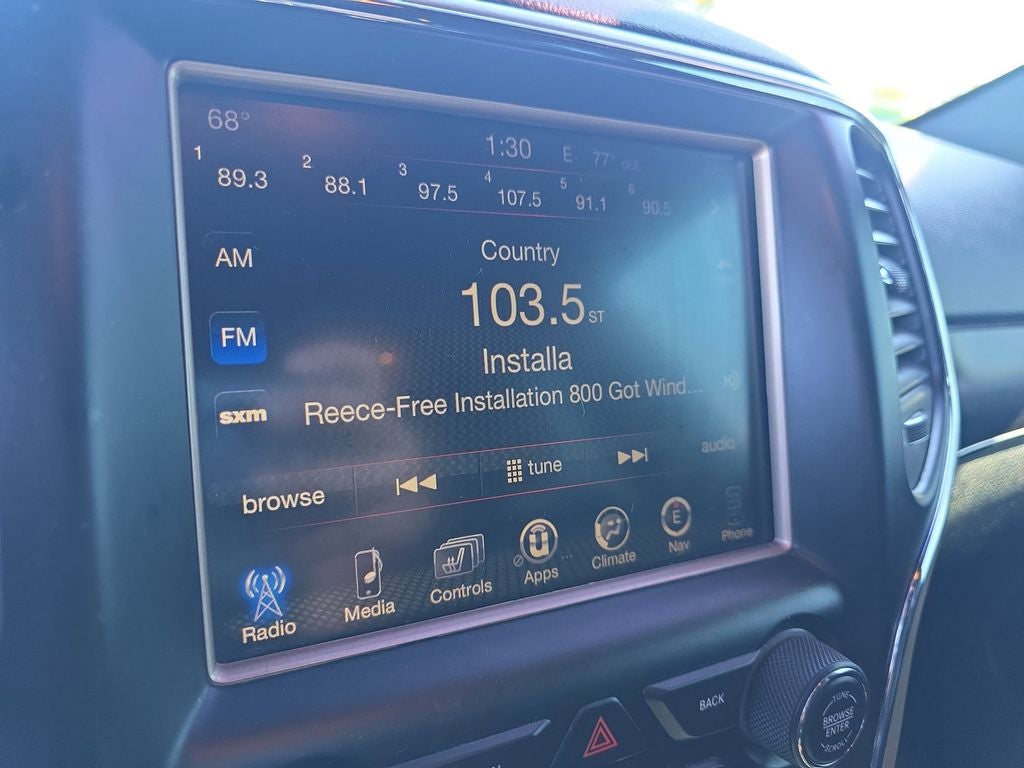 68°
1:30 E 77° out
1 89.3 2 88.1 3 97.5 4 107.5 5 91.1 6 90.5
Country
AM
103.5 ST
FM
Installa
sxm
Reece-Free Installation 800 Got Wind...
browse tune audio
Radio Media Controls Apps Climate Nav Phone
E
BACK
TUNE
BROWSE
ENTER
SCROLL